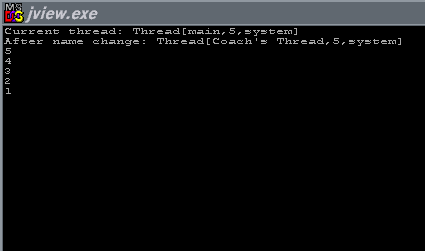 jview.exe
Current thread: Thread[main,5,system]
After name change: Thread[Coach's Thread,5,system]
5
4
3
2
1